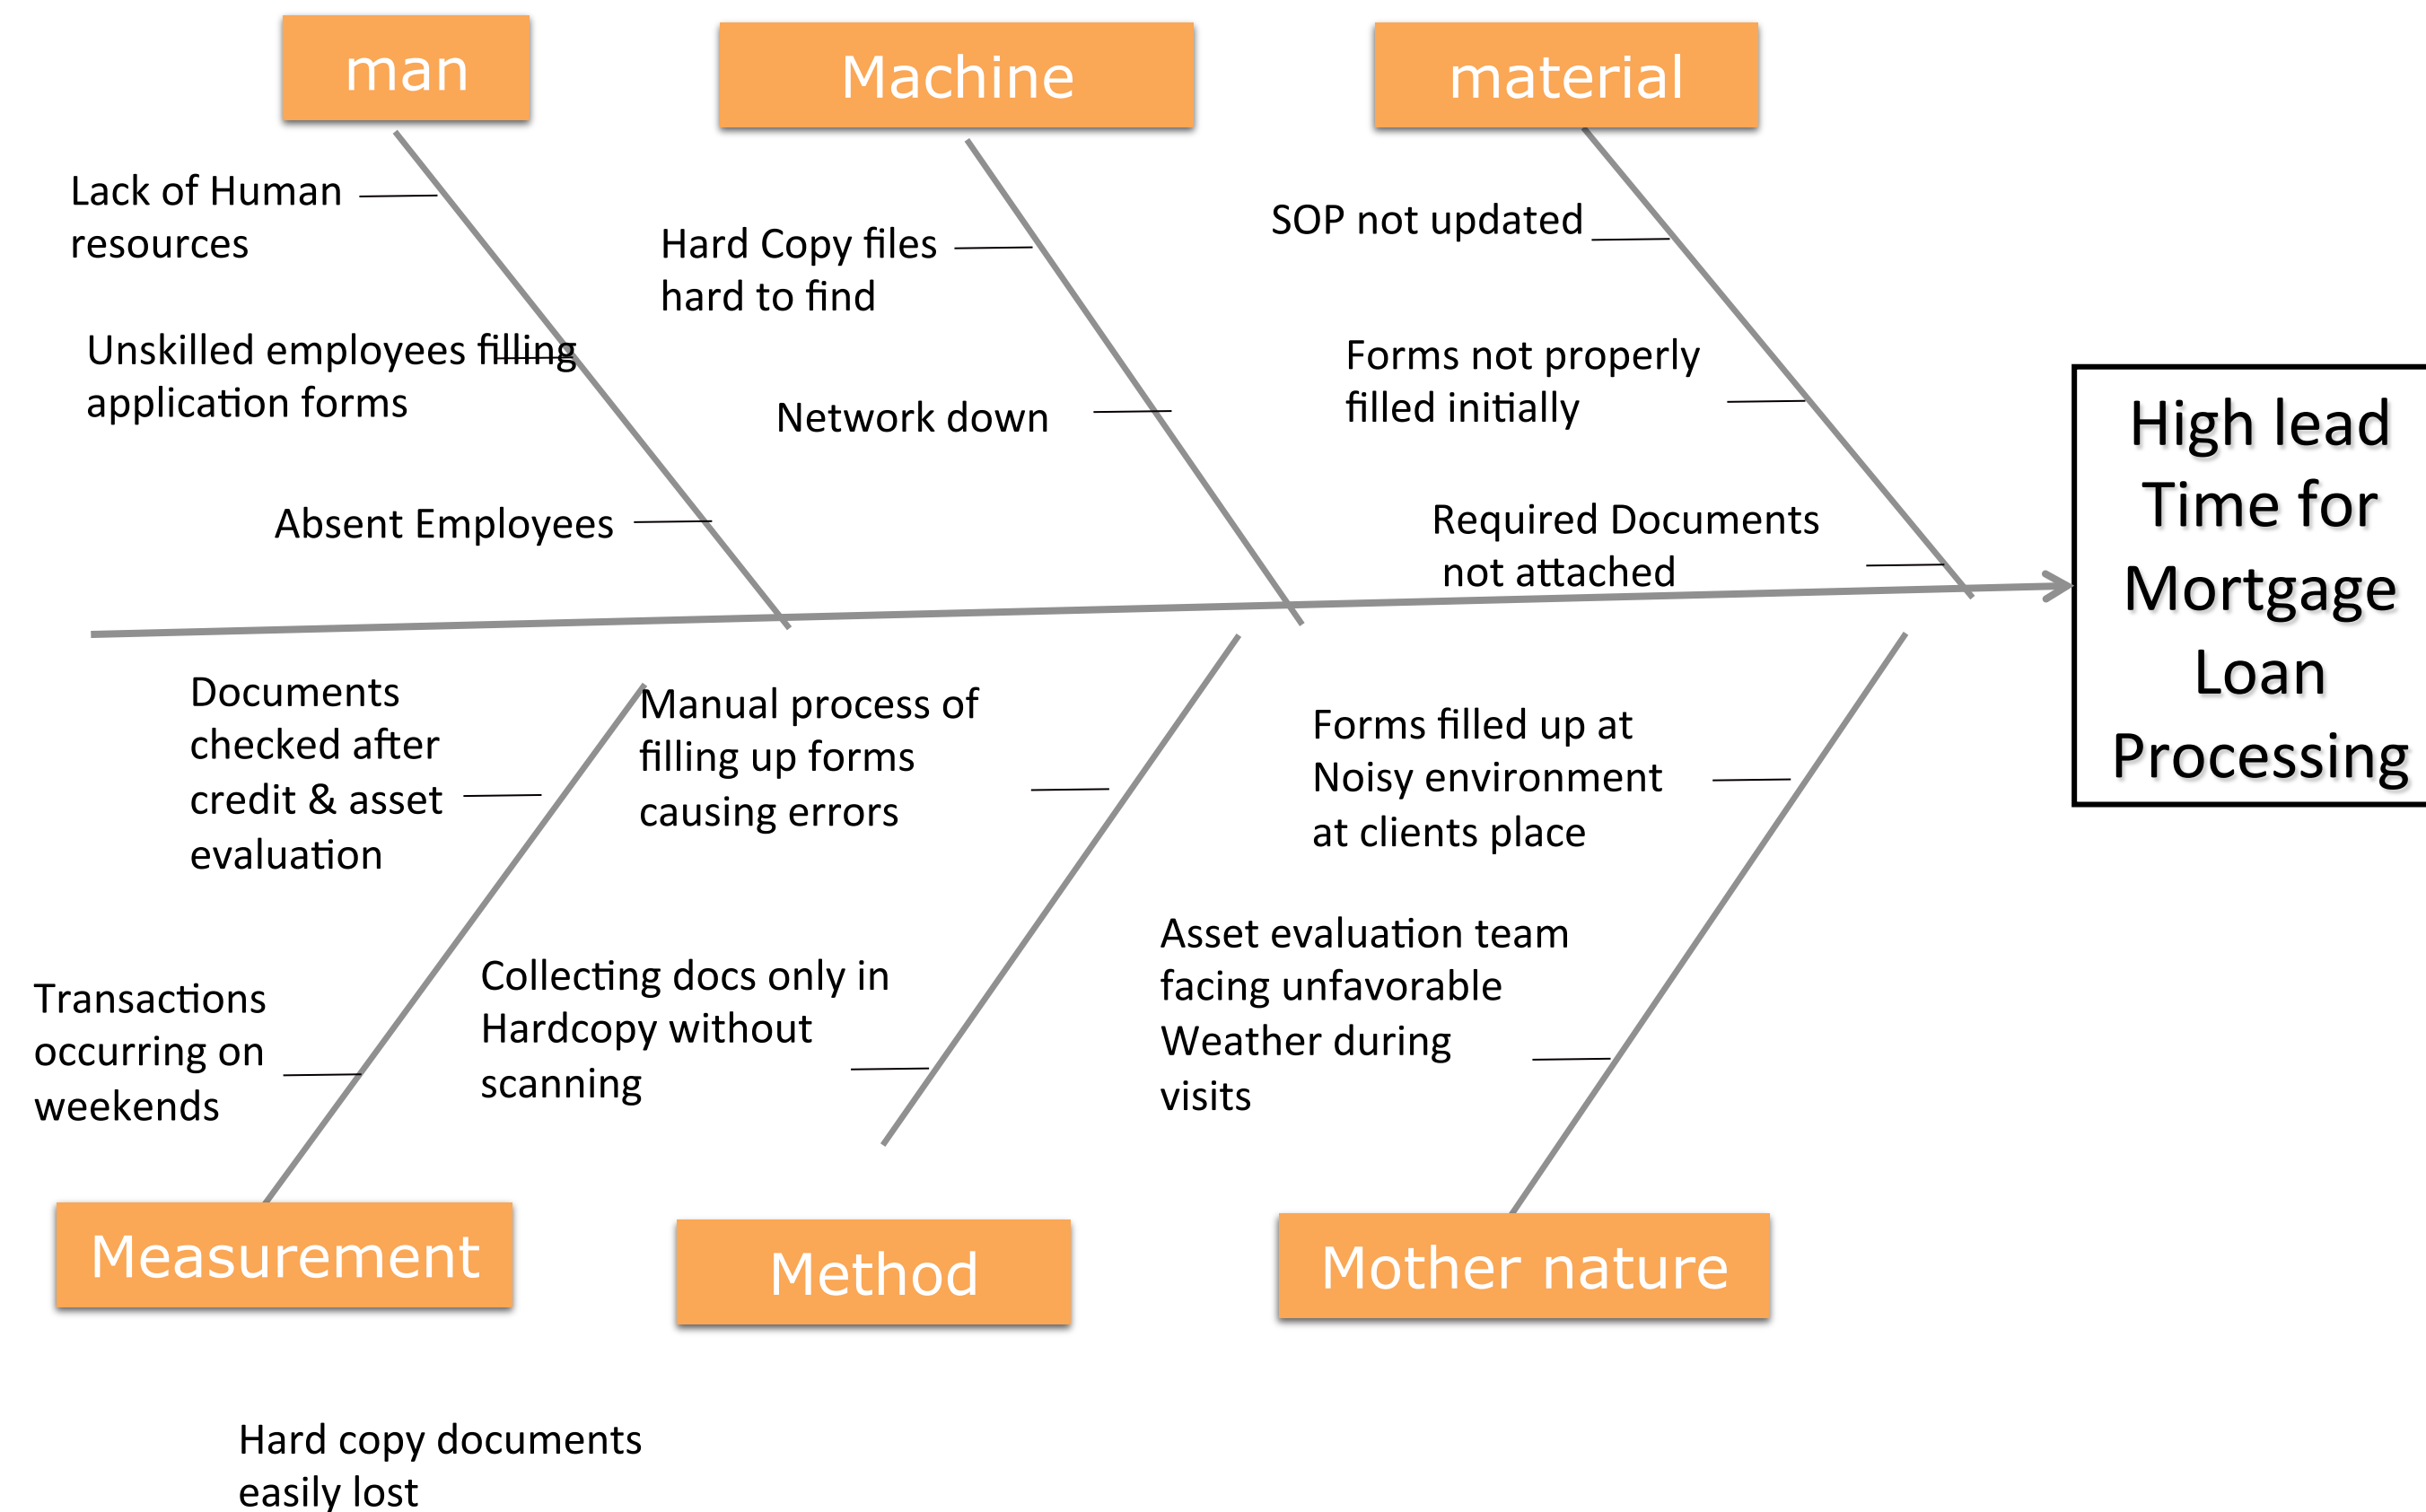 man
Machine
material
Lack of Human
resources
Unskilled employees filling
application forms
Absent Employees
Hard Copy files
hard to find
Network down
SOP not updated
Forms not properly
filled initially
Required Documents
not attached
High lead
Time for
Mortgage
Loan
Processing
Documents
checked after
credit & asset
evaluation
Transactions
occurring on
weekends
Manual process of
filling up forms
causing errors
Collecting docs only in
Hardcopy without
scanning
Forms filled up at
Noisy environment
at clients place
Asset evaluation team
facing unfavorable
Weather during
visits
Measurement
Method
Mother nature
Hard copy documents
easily lost